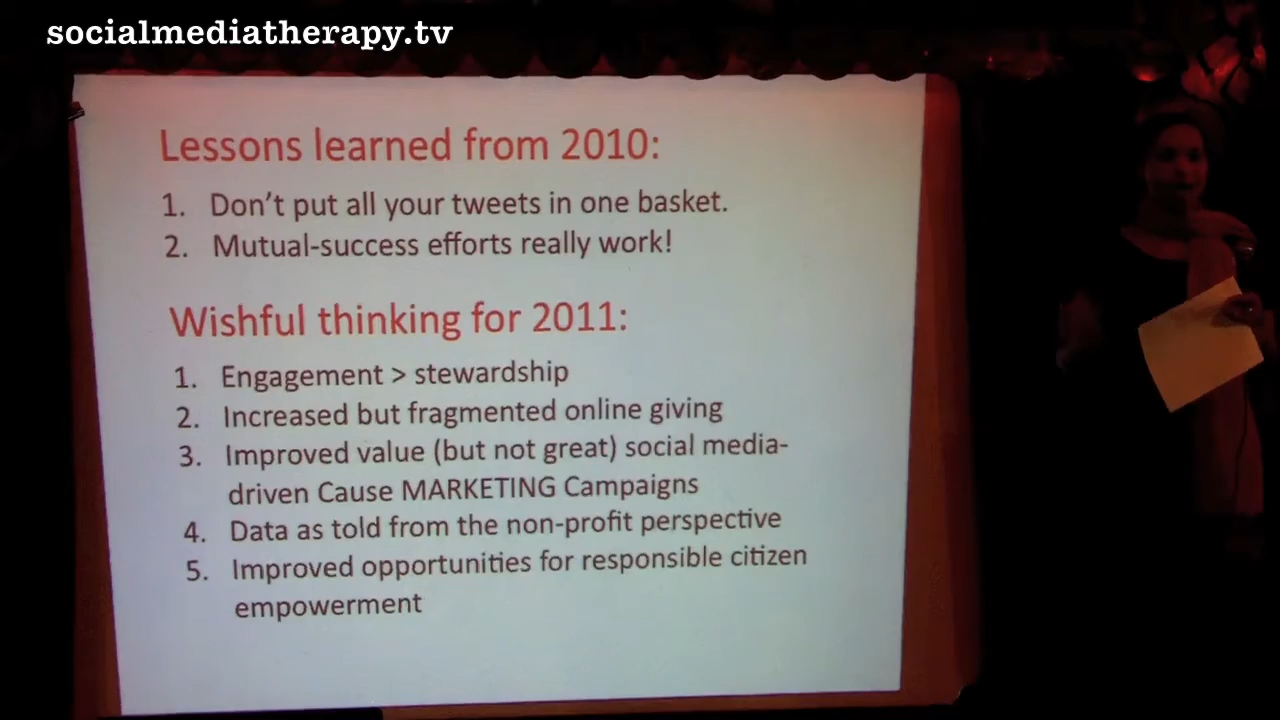 socialmediatherapy.tv
Lessons learned from 2010:
1. Don't put all your tweets in one basket.
2. Mutual-success efforts really work!
Wishful thinking for 2011:
1. Engagement > stewardship
2. Increased but fragmented online giving
3. Improved value (but not great) social media-
driven Cause MARKETING Campaigns
4. Data as told from the non-profit perspective
5. Improved opportunities for responsible citizen
empowerment